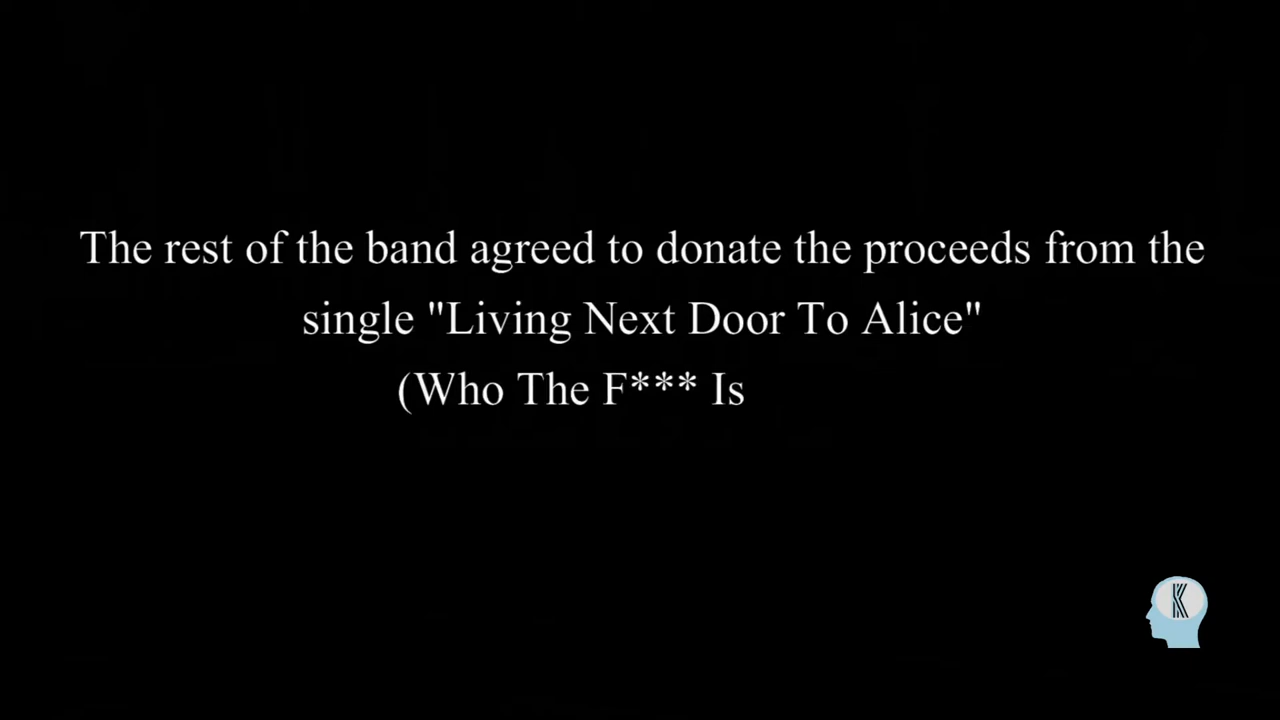 The rest of the band agreed to donate the proceeds from the
single "Living Next Door To Alice"
(Who The F*** Is
K